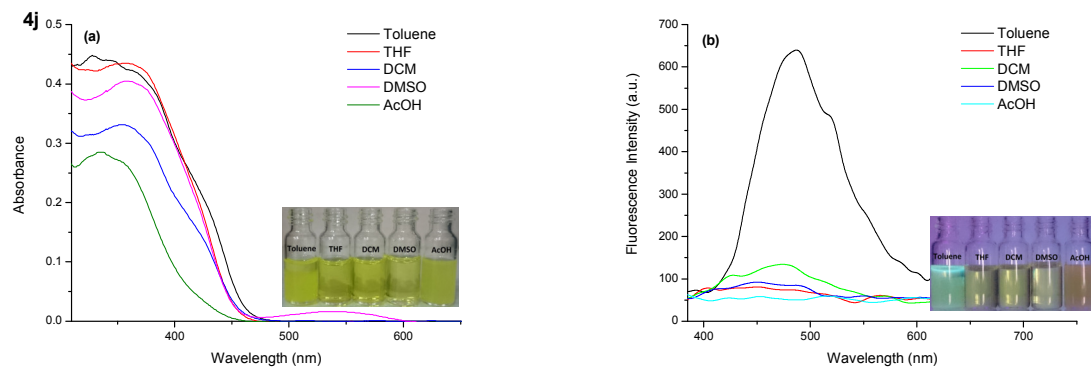 4j
(a)
Toluene
THF
DCM
DMSO
AcOH
0.5
0.4
0.3
0.2
0.1
0.0
Absorbance
400
500
600
Wavelength (nm)
Toluene
THF
DCM
DMSO
AcOH
(b)
Toluene
THF
DCM
DMSO
AcOH
700
600
500
400
300
200
100
0
Fluorescence Intensity (a.u.)
400
500
600
700
Wavelength (nm)
Toluene
THF
DCM
DMSO
AcOH